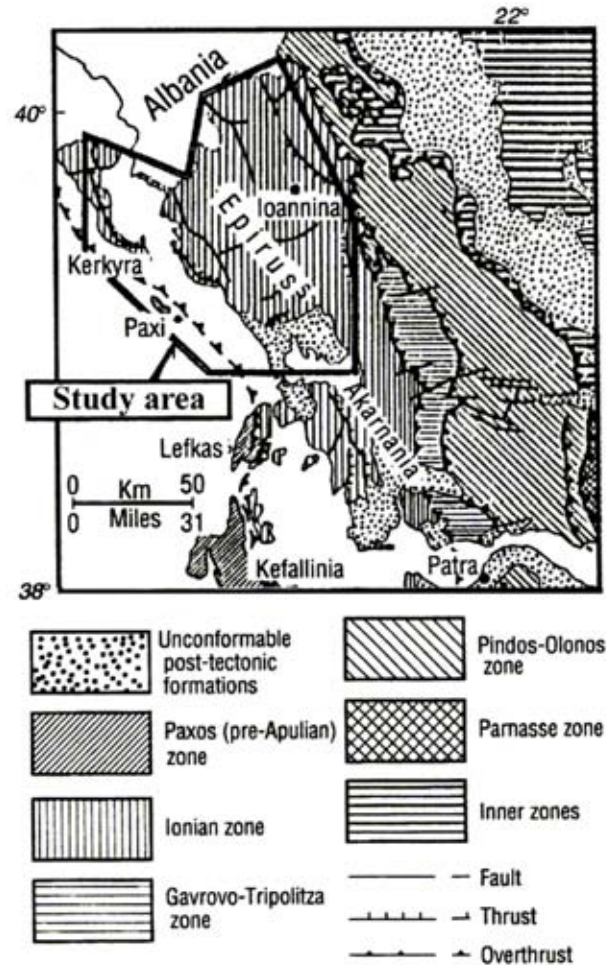 22°
40°
Albania
Ioannina
Epiruss
Kerkyra
Paxi
Study area
Akarnania
Lefkas
0 Km 50
0 Miles 31
Kefallinia
Patra
38°
Unconformable
post-tectonic
formations
Paxos (pre-Apulian)
zone
Ionian zone
Gavrovo-Tripolitza
zone
Pindos-Olonos
zone
Parnasse zone
Inner zones
Fault
Thrust
Overthrust